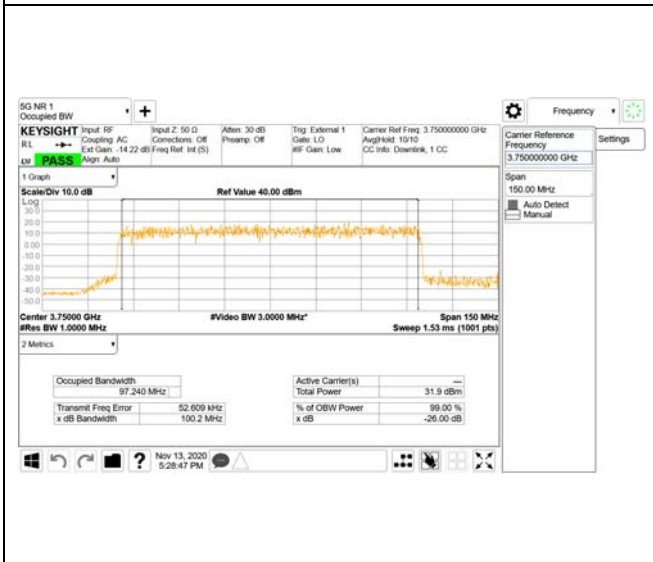 5G NR 1
Occupied BW
+
Frequency
KEYSIGHT
R L
PASS
Input: RF
Coupling: AC
Ext Gain: -14.22 dB
Align: Auto
Input Z: 50 Ω
Corrections: Off
Freq Ref: Int (S)
Atten: 30 dB
Preamp: Off
Trig: External 1
Gate: LO
#IF Gain: Low
Carrier Ref Freq: 3.750000000 GHz
Avg|Hold: 10/10
CC Info: Downlink, 1 CC
Carrier Reference
Frequency
3.750000000 GHz
Settings
Span
150.00 MHz
Auto Detect
Manual
1 Graph
Scale/Div 10.0 dB
Ref Value 40.00 dBm
Log
30.0
20.0
10.0
0.00
-10.0
-20.0
-30.0
-40.0
-50.0
Center 3.75000 GHz
#Video BW 3.0000 MHz*
Span 150 MHz
#Res BW 1.0000 MHz
Sweep 1.53 ms (1001 pts)
2 Metrics
Occupied Bandwidth
97.240 MHz
Active Carrier(s) ---
Total Power 31.9 dBm
Transmit Freq Error 52.609 kHz
% of OBW Power 99.00 %
x dB Bandwidth 100.2 MHz
x dB -26.00 dB
?
Nov 13, 2020
5:28:47 PM